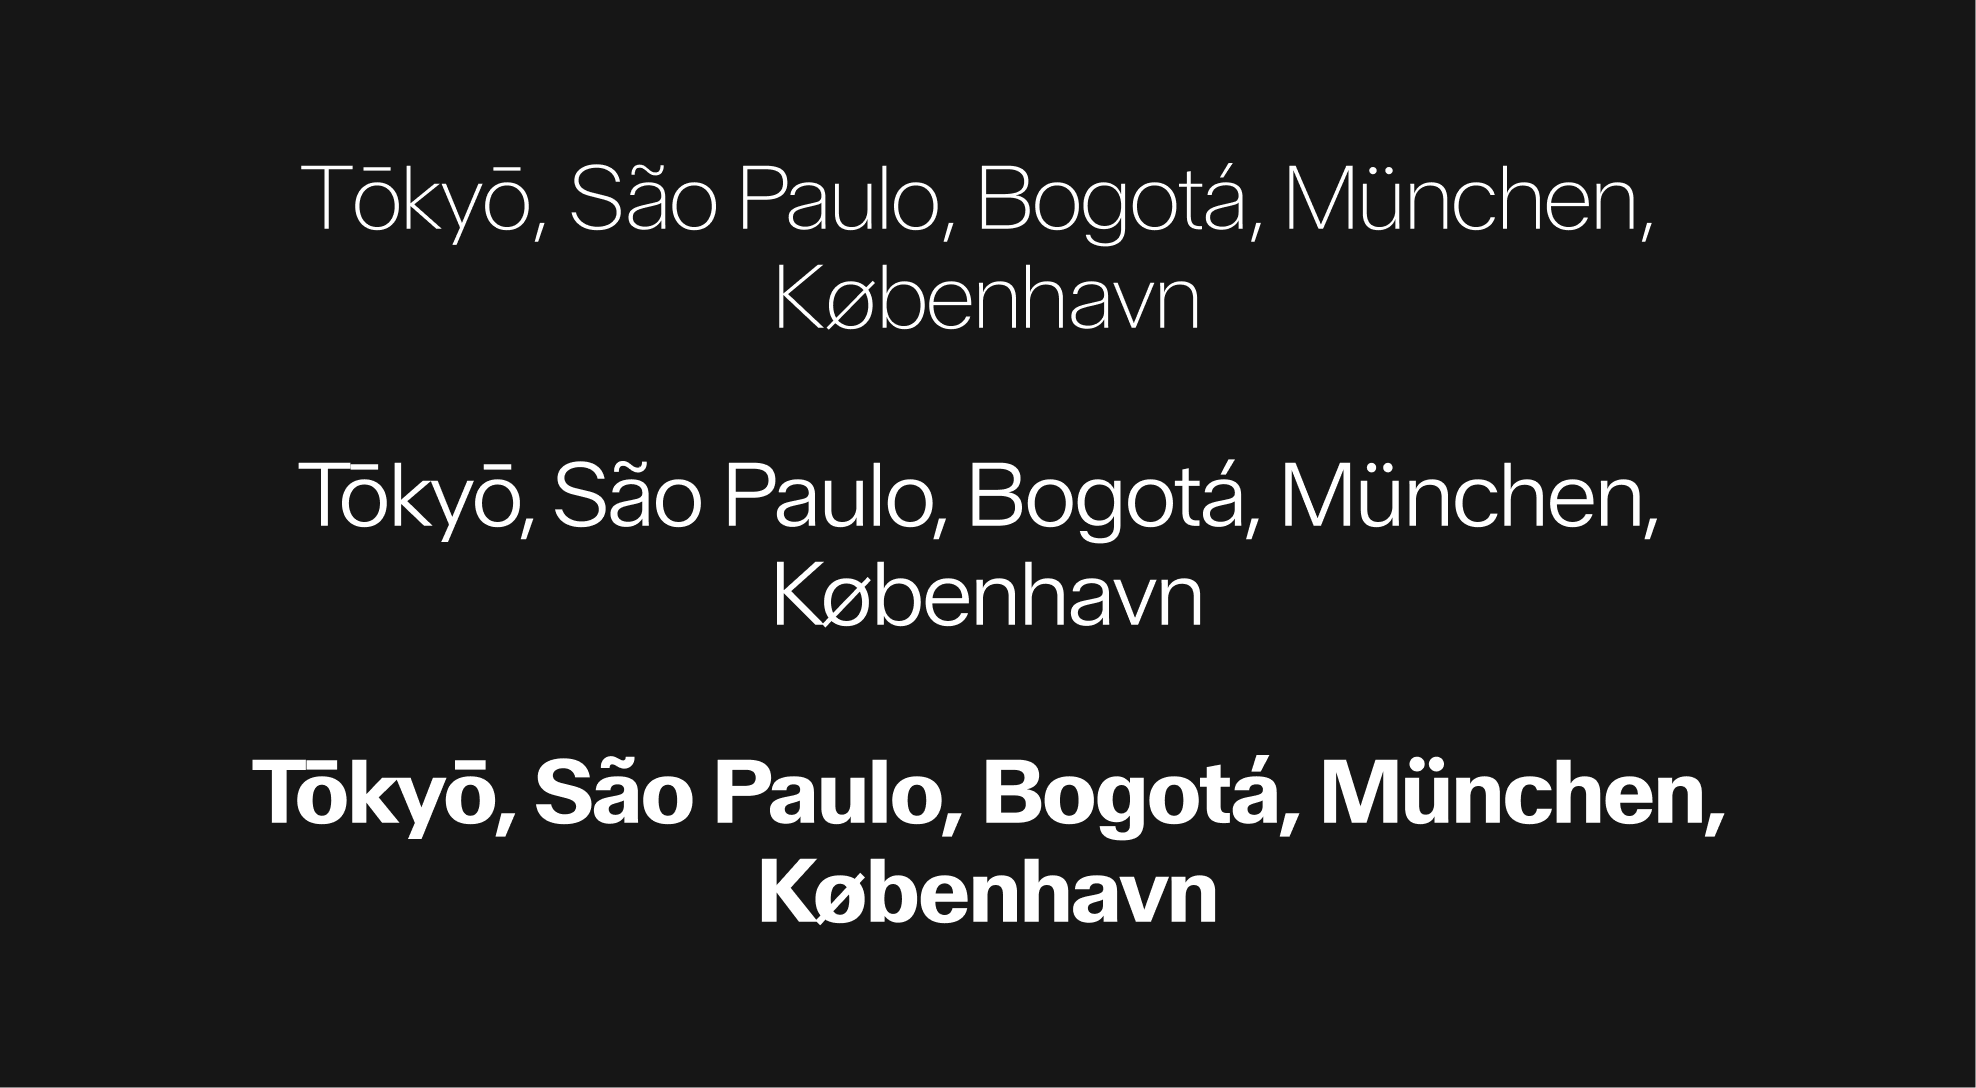 Tōkyō, São Paulo, Bogotá, München,
København
Tōkyō, São Paulo, Bogotá, München,
København
Tōkyō, São Paulo, Bogotá, München,
København